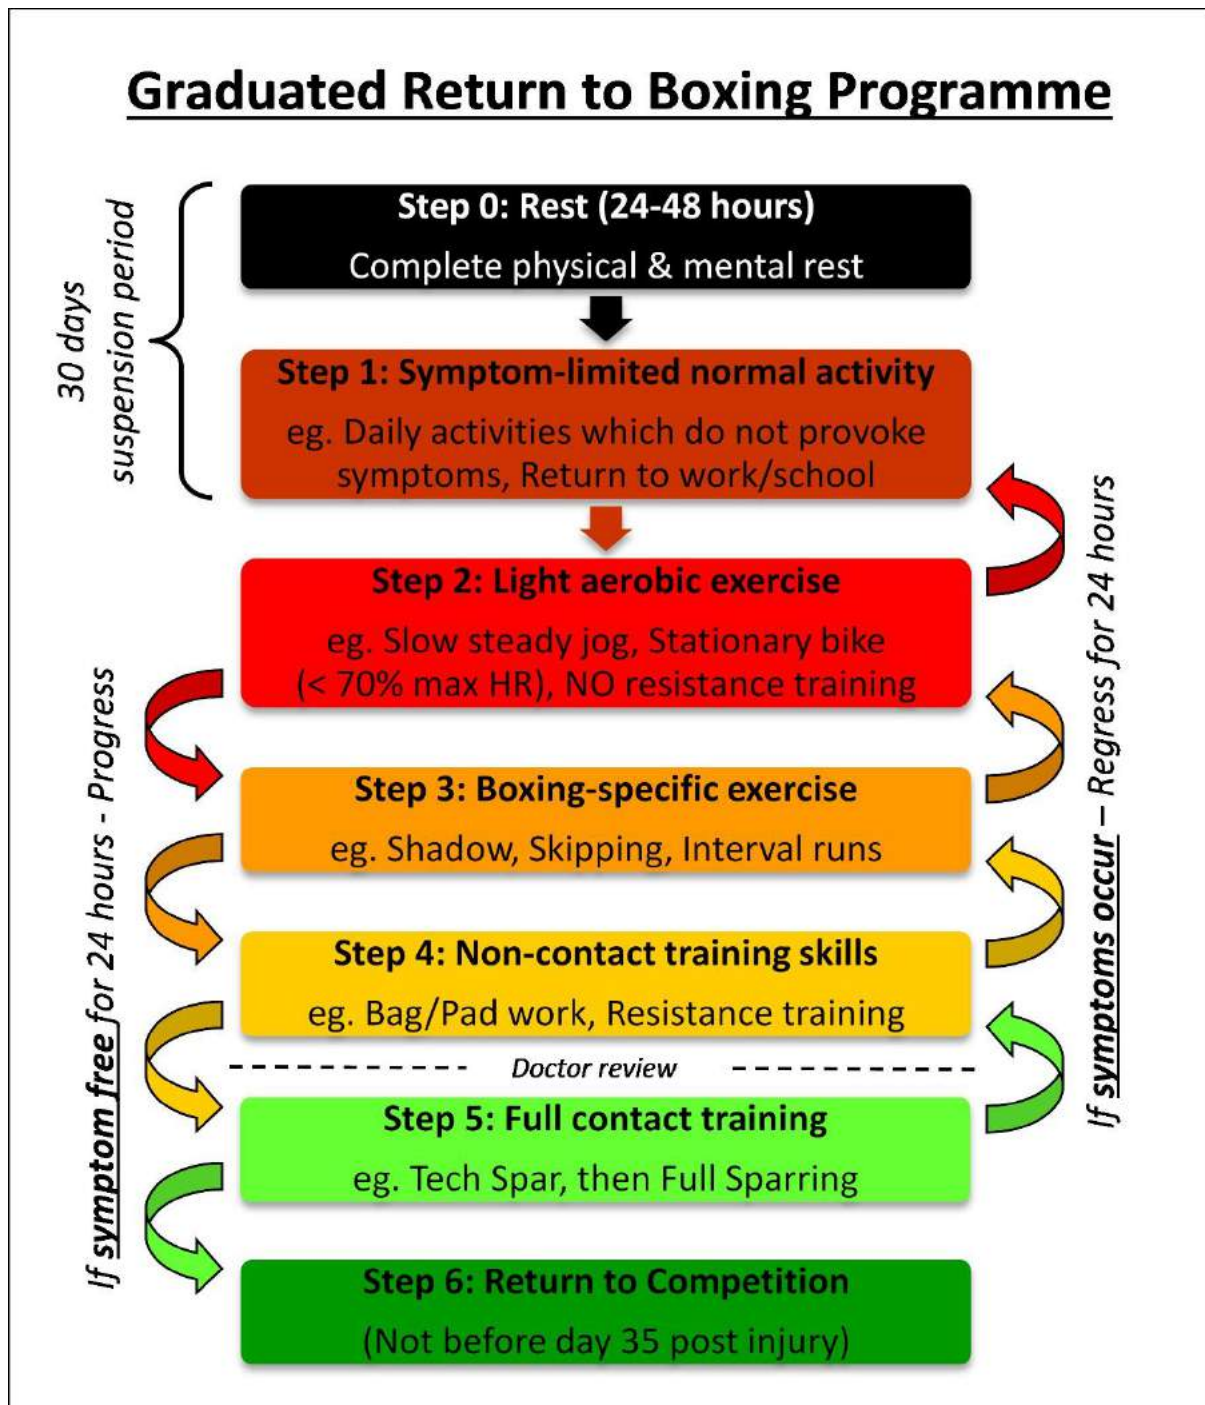 Graduated Return to Boxing Programme
30 days
suspension period
Step 0: Rest (24-48 hours)
Complete physical & mental rest
Step 1: Symptom-limited normal activity
eg. Daily activities which do not provoke
symptoms, Return to work/school
Step 2: Light aerobic exercise
eg. Slow steady jog, Stationary bike
(< 70% max HR), NO resistance training
Step 3: Boxing-specific exercise
eg. Shadow, Skipping, Interval runs
Step 4: Non-contact training skills
eg. Bag/Pad work, Resistance training
Doctor review
Step 5: Full contact training
eg. Tech Spar, then Full Sparring
Step 6: Return to Competition
(Not before day 35 post injury)
If symptom free for 24 hours - Progress
If symptoms occur – Regress for 24 hours